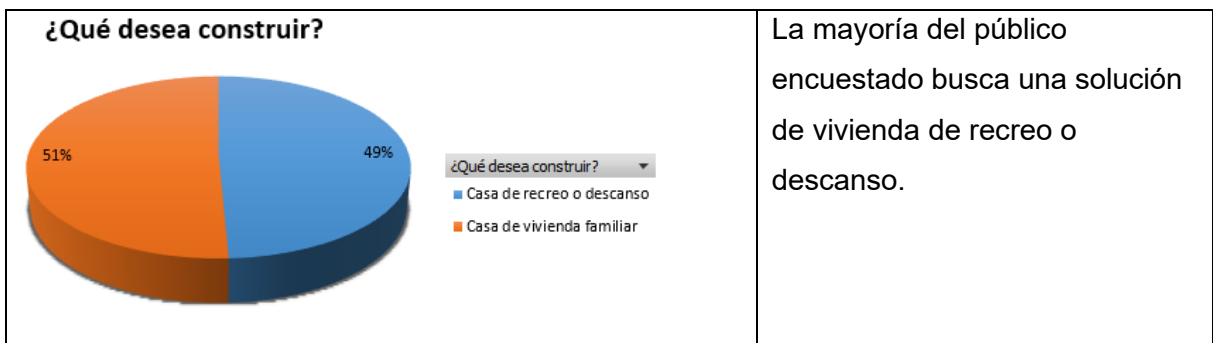 ¿Qué desea construir?
51%
49%
¿Qué desea construir?
Casa de recreo o descanso
Casa de vivienda familiar
La mayoría del público
encuestado busca una solución
de vivienda de recreo o
descanso.